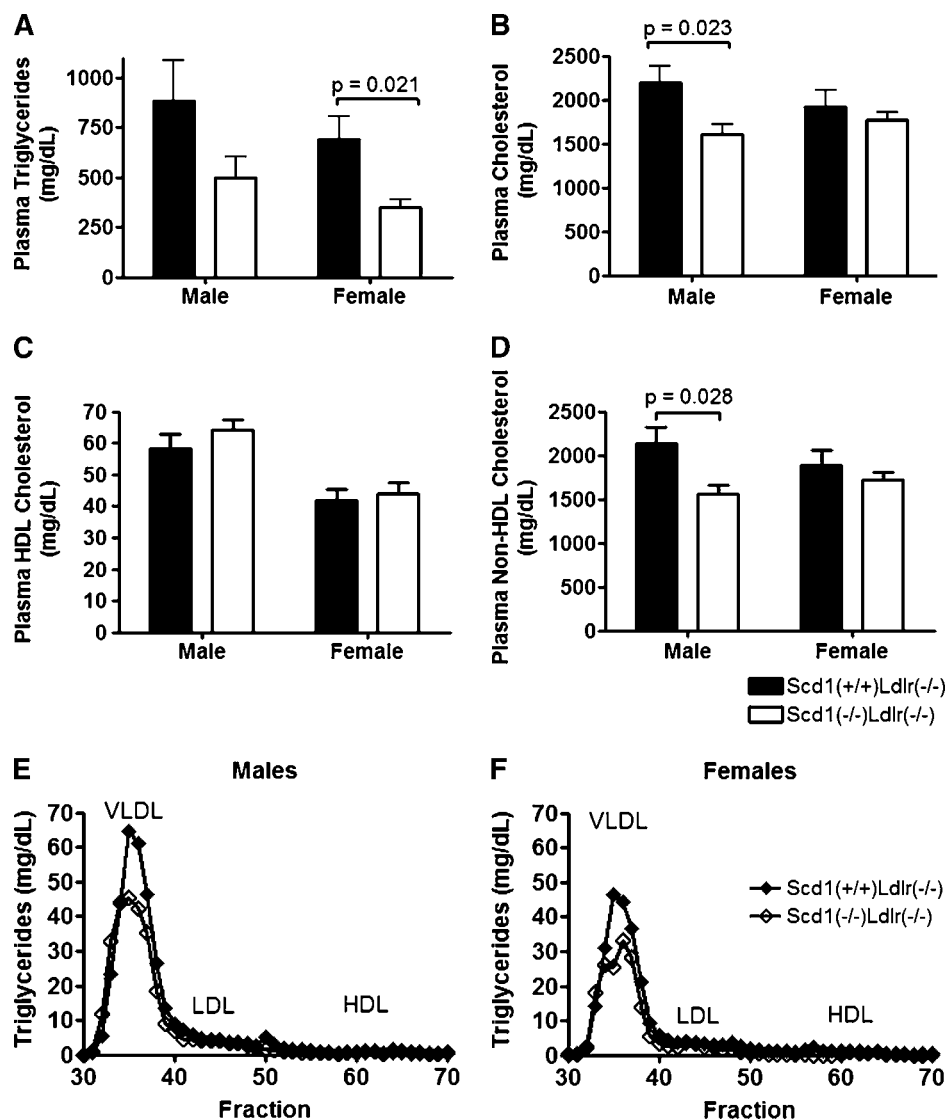 A
Plasma Triglycerides
(mg/dL)
1000
750
500
250
0
p = 0.021
Male
Female
B
Plasma Cholesterol
(mg/dL)
2500
2000
1500
1000
500
0
p = 0.023
Male
Female
C
Plasma HDL Cholesterol
(mg/dL)
70
60
50
40
30
20
10
0
Male
Female
D
Plasma Non-HDL Cholesterol
(mg/dL)
2500
2000
1500
1000
500
0
p = 0.028
Male
Female
Scd1(+/+)Ldlr(-/-)
Scd1(-/-)Ldlr(-/-)
E
Males
Triglycerides (mg/dL)
70
60
50
40
30
20
10
0
VLDL
LDL
HDL
30 40 50 60 70
Fraction
F
Females
Triglycerides (mg/dL)
70
60
50
40
30
20
10
0
VLDL
Scd1(+/+)Ldlr(-/-)
Scd1(-/-)Ldlr(-/-)
LDL
HDL
30 40 50 60 70
Fraction